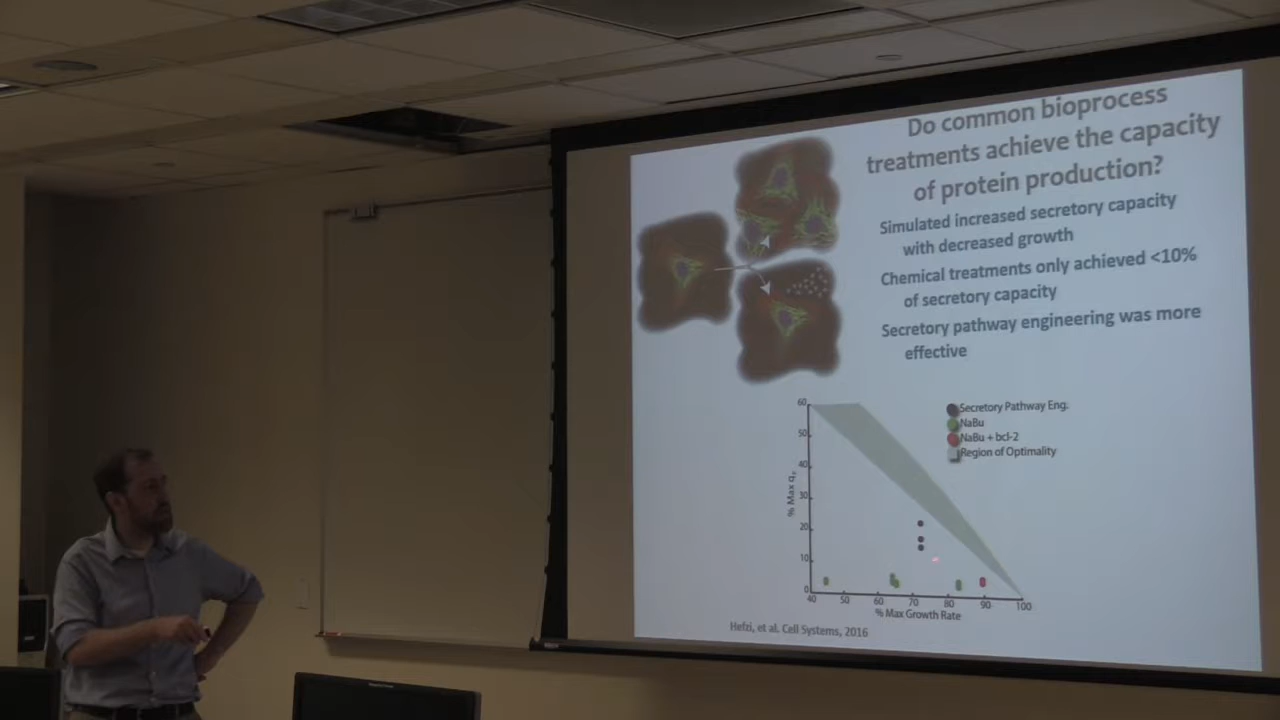 Do common bioprocess
treatments achieve the capacity
of protein production?
Simulated increased secretory capacity
with decreased growth
Chemical treatments only achieved <10%
of secretory capacity
Secretory pathway engineering was more
effective
Secretory Pathway Eng.
NaBu
NaBu + bcl-2
Region of Optimality
% Max q
60
50
40
30
20
10
0
40 50 60 70 80 90 100
% Max Growth Rate
Hefzi, et al. Cell Systems, 2016